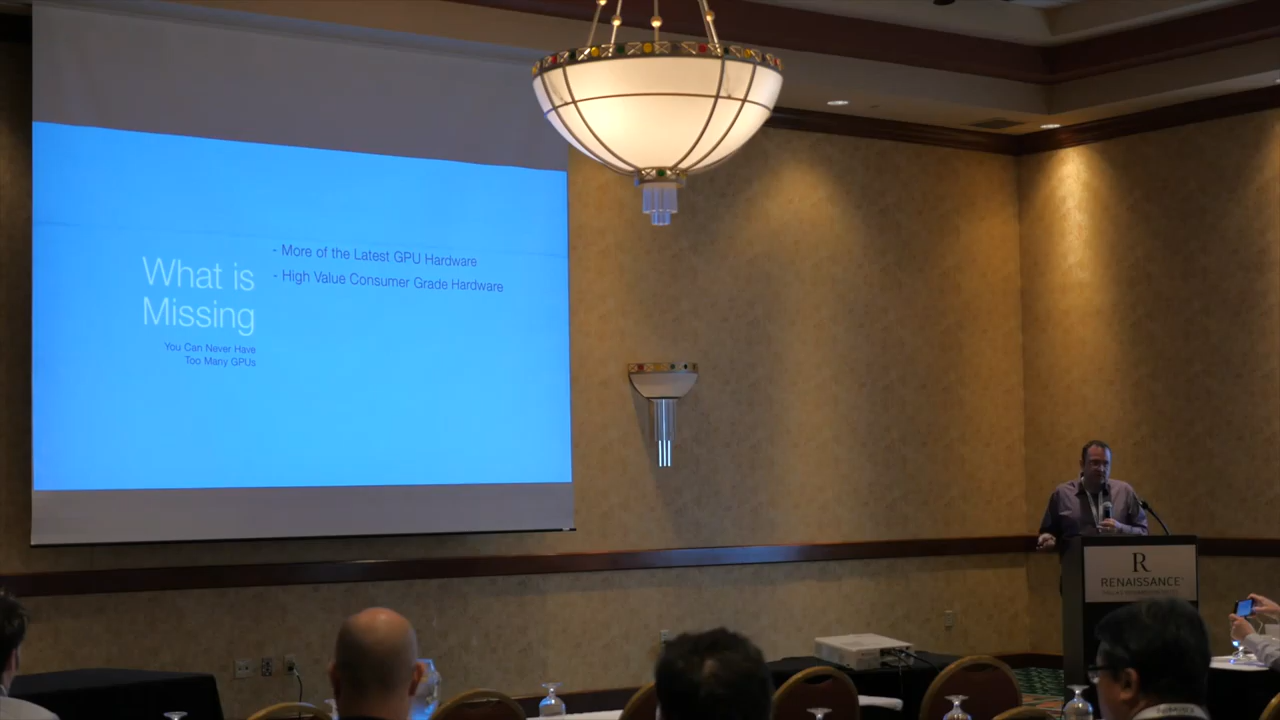 What is
Missing
You Can Never Have
Too Many GPUs
- More of the Latest GPU Hardware
- High Value Consumer Grade Hardware
R
RENAISSANCE